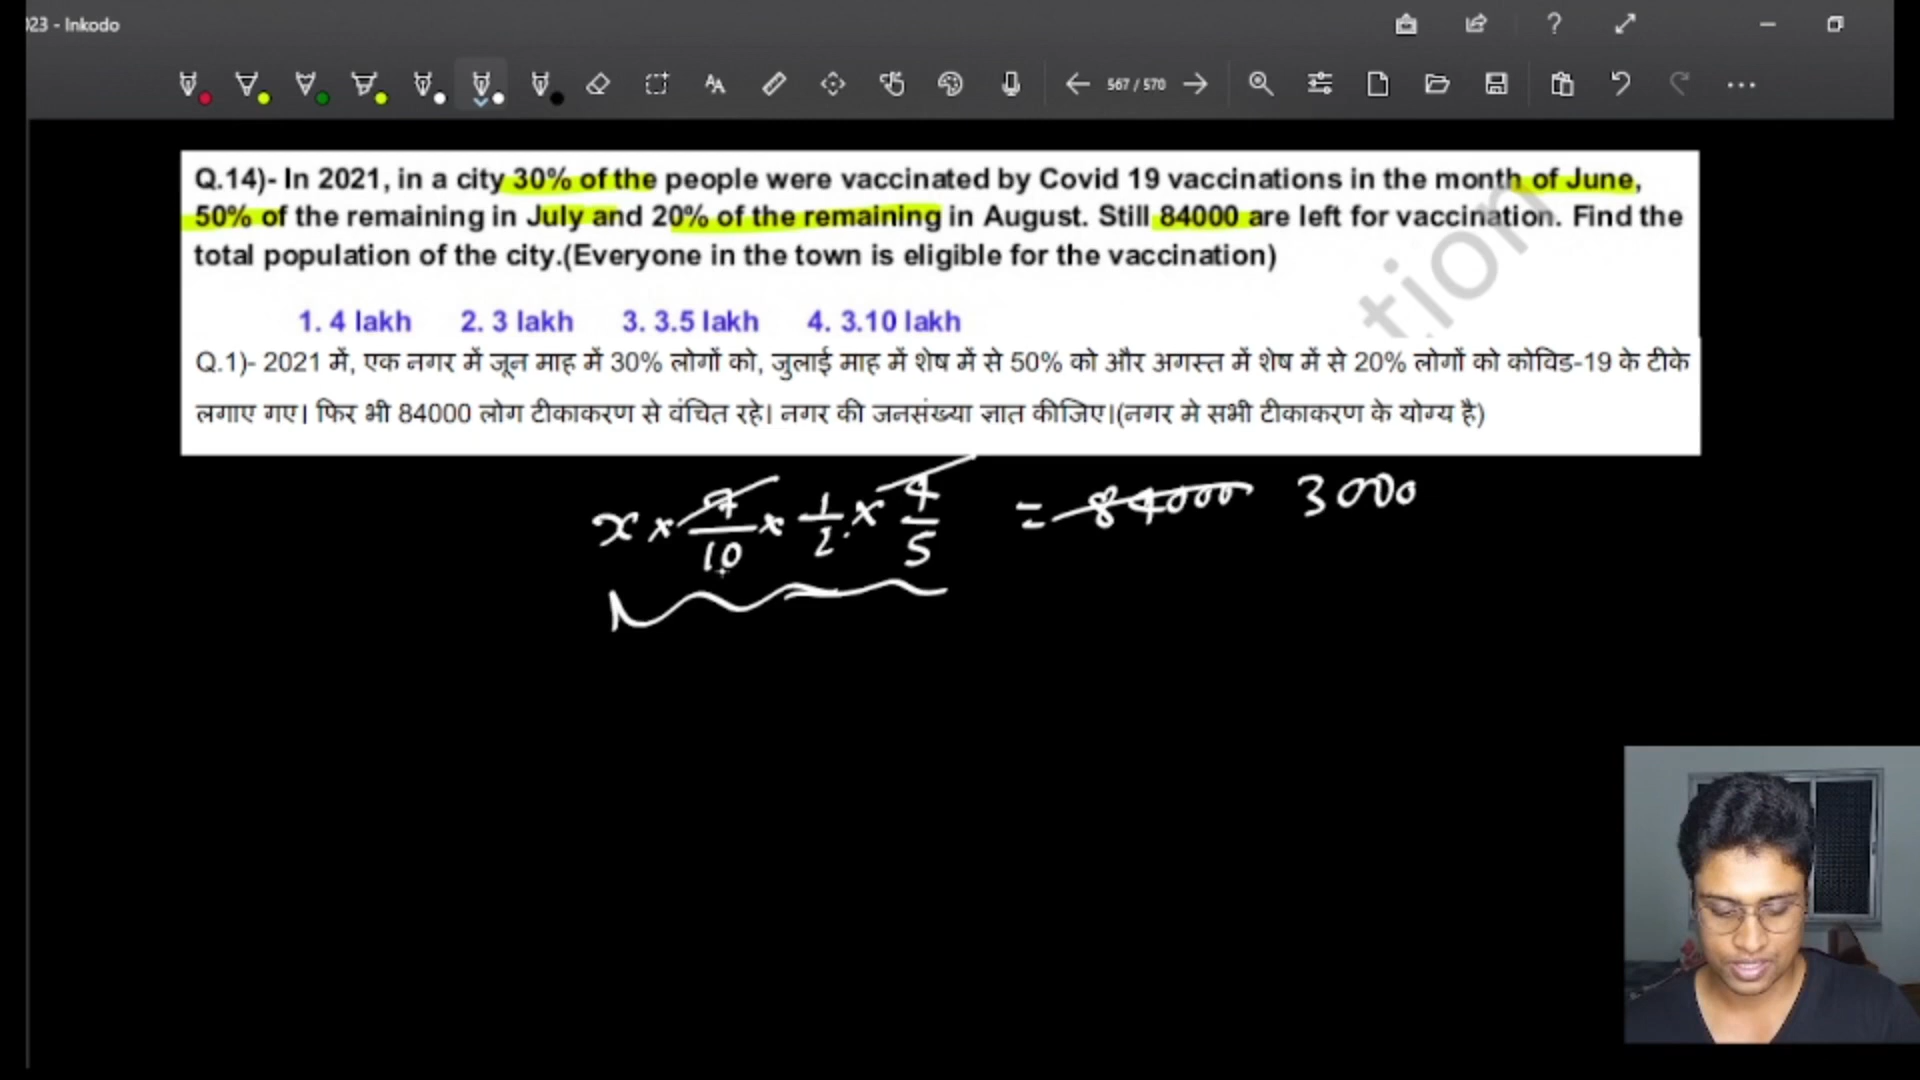 023 - Inkodo
567 / 570
Q.14)- In 2021, in a city 30% of the people were vaccinated by Covid 19 vaccinations in the month of June,
50% of the remaining in July and 20% of the remaining in August. Still 84000 are left for vaccination. Find the
total population of the city.(Everyone in the town is eligible for the vaccination)
tion
1. 4 lakh 2. 3 lakh 3. 3.5 lakh 4. 3.10 lakh
Q.1)- 2021 में, एक नगर में जून माह में 30% लोगों को, जुलाई माह में शेष में से 50% को और अगस्त में शेष में से 20% लोगों को कोविड-19 के टीके
लगाए गए। फिर भी 84000 लोग टीकाकरण से वंचित रहे। नगर की जनसंख्या ज्ञात कीजिए।(नगर मे सभी टीकाकरण के योग्य है)
x × 7/10 × 1/2 × 4/5 = 84000 3000